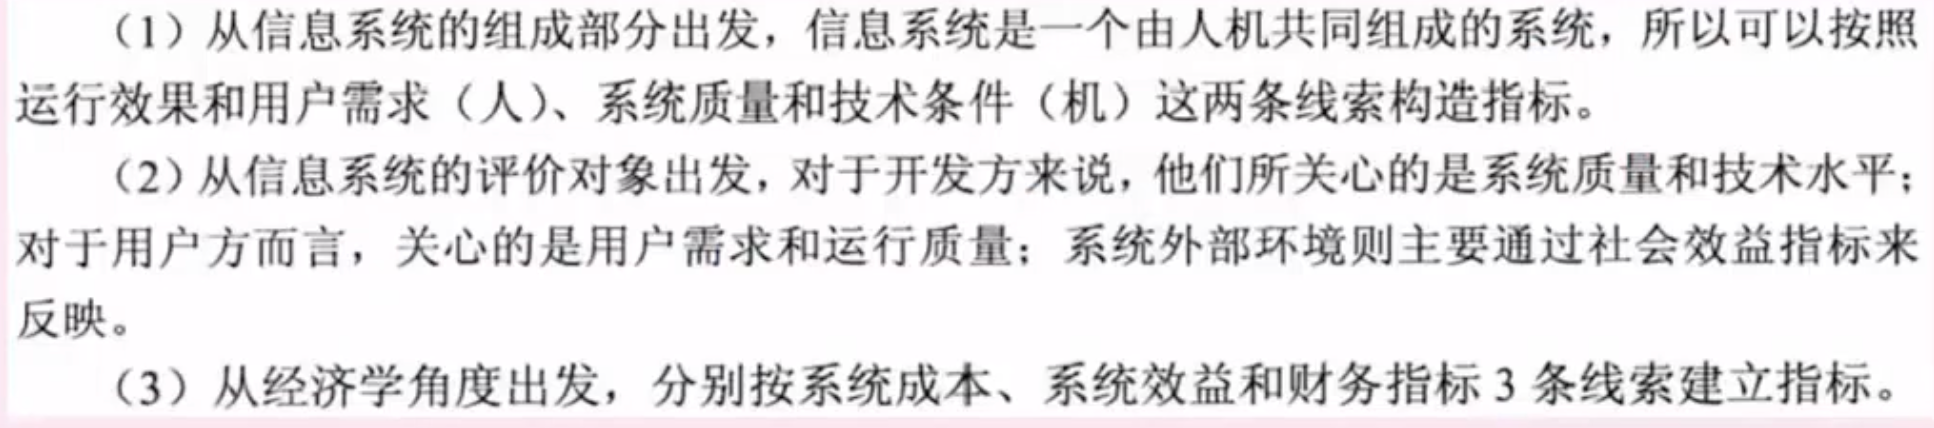 （1）从信息系统的组成部分出发，信息系统是一个由人机共同组成的系统，所以可以按照
运行效果和用户需求（人）、系统质量和技术条件（机）这两条线索构造指标。
（2）从信息系统的评价对象出发，对于开发方来说，他们所关心的是系统质量和技术水平；
对于用户方而言，关心的是用户需求和运行质量；系统外部环境则主要通过社会效益指标来
反映。
（3）从经济学角度出发，分别按系统成本、系统效益和财务指标 3 条线索建立指标。